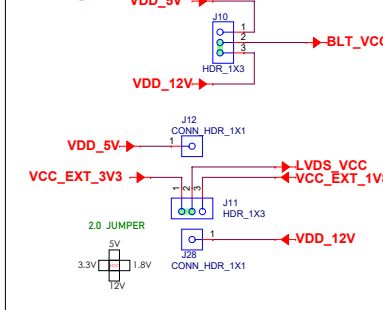 VDD_5V
J10
1
2
3
BLT_VCC
HDR_1X3
VDD_12V
J12
CONN_HDR_1X1
VDD_5V
1
LVDS_VCC
VCC_EXT_3V3
VCC_EXT_1V8
1
2
3
J11
HDR_1X3
2.0 JUMPER
1
VDD_12V
5V
J28
3.3V
1.8V
CONN_HDR_1X1
12V